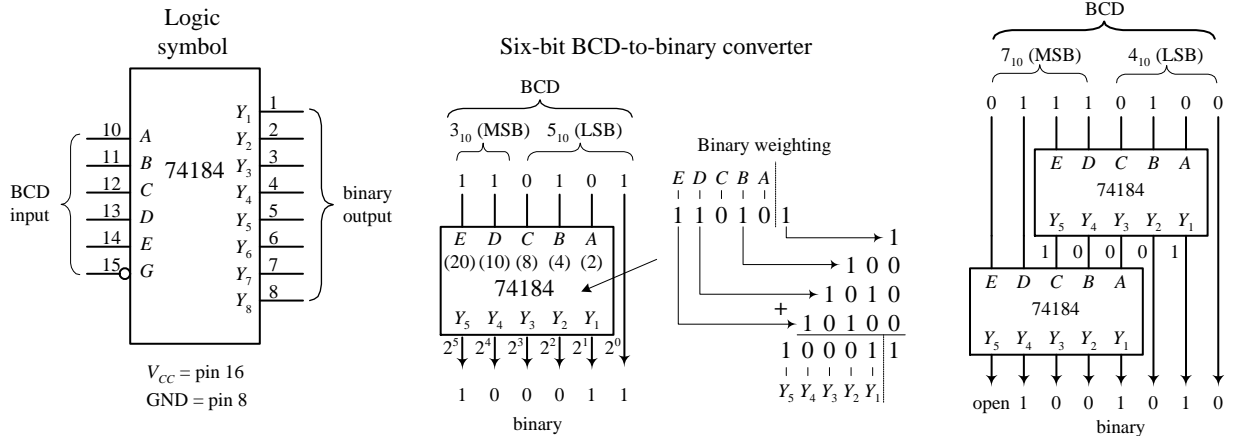 Logic
symbol
BCD
input
10 A
11 B
12 C
13 D
14 E
15 G
74184
Y1 1
Y2 2
Y3 3
Y4 4
Y5 5
Y6 6
Y7 7
Y8 8
binary
output
VCC = pin 16
GND = pin 8
Six-bit BCD-to-binary converter
BCD
3₁₀ (MSB) 5₁₀ (LSB)
1 1 0 1 0 1
E D C B A
(20) (10) (8) (4) (2)
74184
Y5 Y4 Y3 Y2 Y1
2⁵ 2⁴ 2³ 2² 2¹ 2⁰
1 0 0 0 1 1
binary
Binary weighting
E D C B A
1 1 0 1 0 1
1
1 0 0
1 0 1 0
+ 1 0 1 0 0
1 0 0 0 1 1
Y5 Y4 Y3 Y2 Y1
BCD
7₁₀ (MSB) 4₁₀ (LSB)
0 1 1 1 0 1 0 0
E D C B A
74184
Y5 Y4 Y3 Y2 Y1
1 0 0 0 1
E D C B A
74184
Y5 Y4 Y3 Y2 Y1
open 1 0 0 1 0 1 0
binary